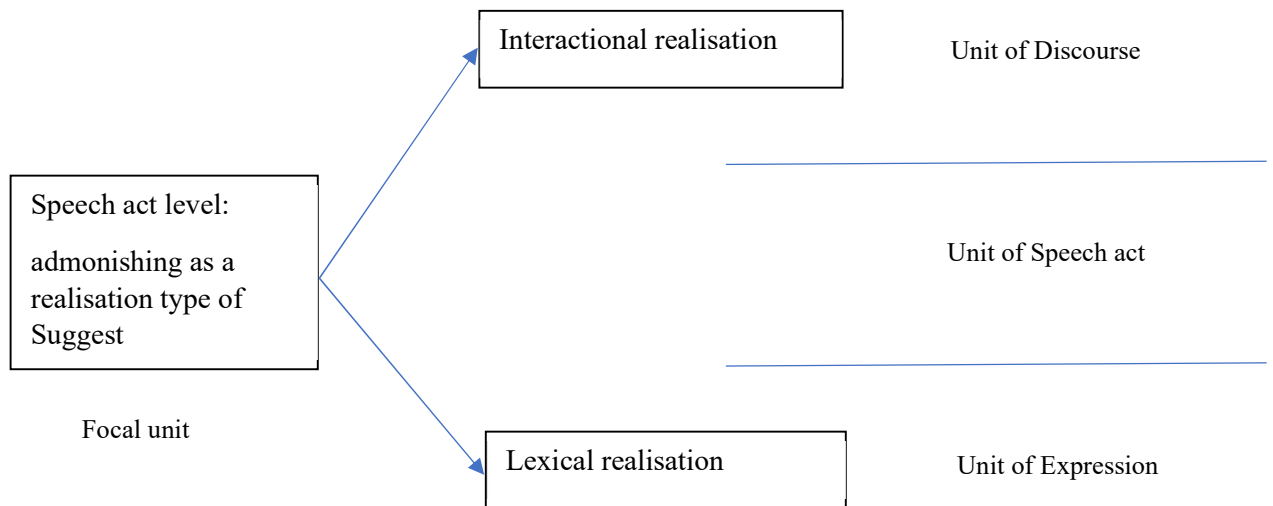 Interactional realisation
Unit of Discourse
Speech act level:
admonishing as a
realisation type of
Suggest
Unit of Speech act
Focal unit
Lexical realisation
Unit of Expression